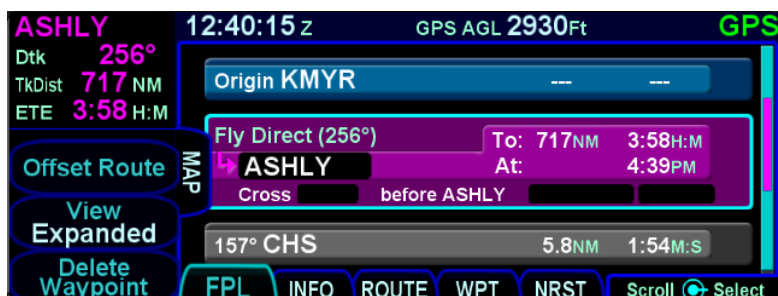 ASHLY 12:40:15 Z GPS AGL 2930Ft GPS
Dtk 256°
TkDist 717 NM
ETE 3:58 H:M
Origin KMYR --- ---
Fly Direct (256°) To: 717NM 3:58H:M
ASHLY At: 4:39PM
Cross before ASHLY
157° CHS 5.8NM 1:54M:S
Offset Route
MAP
View
Expanded
Delete
Waypoint
FPL INFO ROUTE WPT NRST Scroll Select